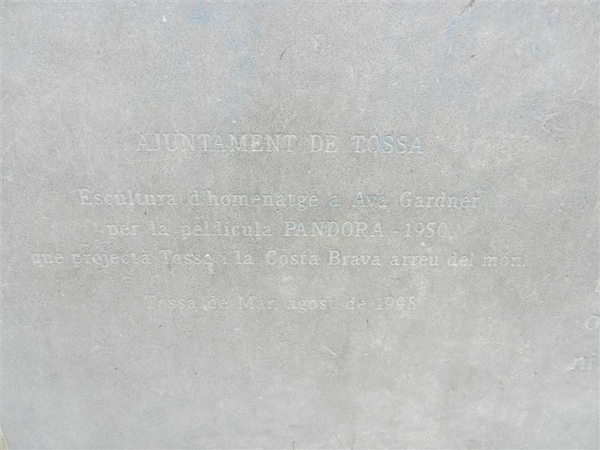 AJUNTAMENT DE TOSSA
Escultura d'homenatge a Ava Gardner
per la pel·lícula PANDORA - 1950,
que projectà Tossa i la Costa Brava arreu del món.
Tossa de Mar, agost de 1998